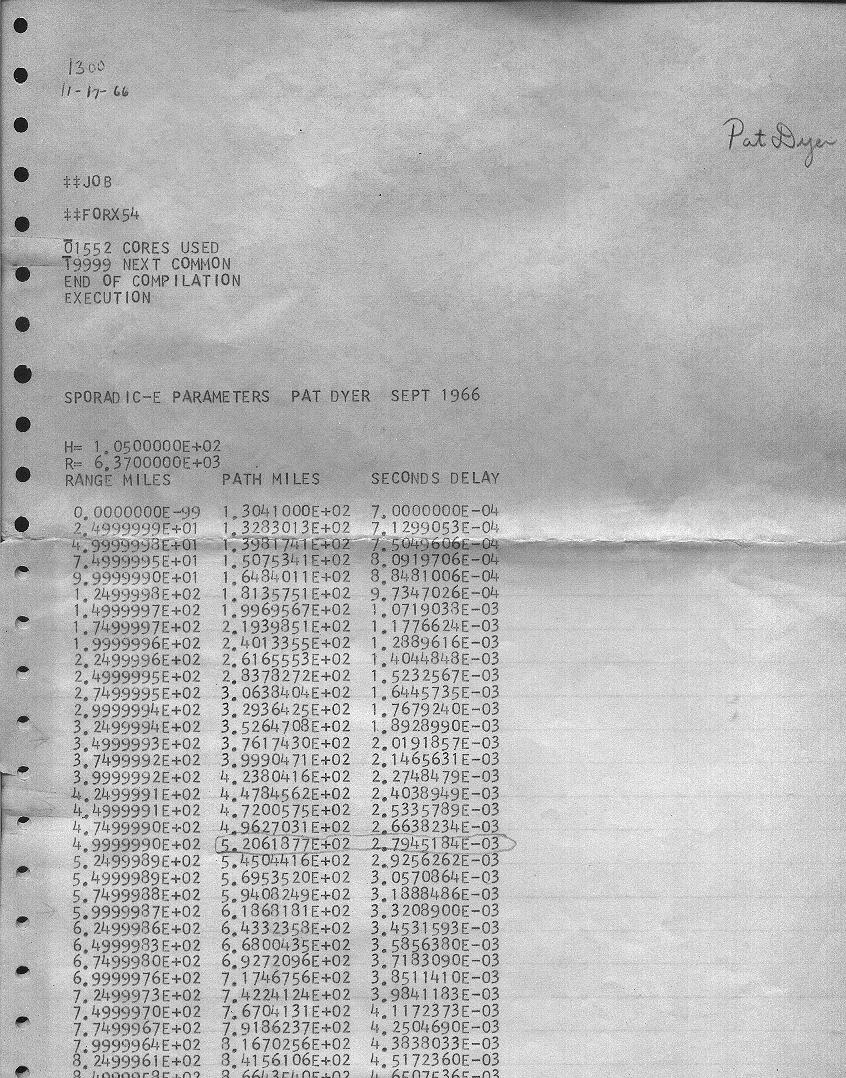 1300
11-17-66
Pat Dyer
‡‡JOB
‡‡FORX54
0̅1552 CORES USED
1̅9999 NEXT COMMON
END OF COMPILATION
EXECUTION
SPORADIC-E PARAMETERS PAT DYER SEPT 1966
H= 1.0500000E+02
R= 6.3700000E+03
RANGE MILES PATH MILES SECONDS DELAY
0.0000000E-99 1.3041000E+02 7.0000000E-04
2.4999999E+01 1.3283013E+02 7.1299053E-04
4.9999998E+01 1.3981741E+02 7.5049606E-04
7.4999995E+01 1.5075341E+02 8.0919706E-04
9.9999990E+01 1.6484011E+02 8.8481006E-04
1.2499998E+02 1.8135751E+02 9.7347026E-04
1.4999997E+02 1.9969567E+02 1.0719038E-03
1.7499997E+02 2.1939851E+02 1.1776624E-03
1.9999996E+02 2.4013355E+02 1.2889616E-03
2.2499996E+02 2.6165553E+02 1.4044848E-03
2.4999995E+02 2.8378272E+02 1.5232567E-03
2.7499995E+02 3.0638404E+02 1.6445735E-03
2.9999994E+02 3.2936425E+02 1.7679240E-03
3.2499994E+02 3.5264708E+02 1.8928990E-03
3.4999993E+02 3.7617430E+02 2.0191857E-03
3.7499992E+02 3.9990471E+02 2.1465631E-03
3.9999992E+02 4.2380416E+02 2.2748479E-03
4.2499991E+02 4.4784562E+02 2.4038949E-03
4.4999991E+02 4.7200575E+02 2.5335789E-03
4.7499990E+02 4.9627031E+02 2.6638234E-03
4.9999990E+02 5.2061877E+02 2.7945184E-03
5.2499989E+02 5.4504416E+02 2.9256262E-03
5.4999989E+02 5.6953520E+02 3.0570864E-03
5.7499988E+02 5.9408249E+02 3.1888486E-03
5.9999987E+02 6.1868181E+02 3.3208900E-03
6.2499986E+02 6.4332358E+02 3.4531593E-03
6.4999983E+02 6.6800435E+02 3.5856380E-03
6.7499980E+02 6.9272096E+02 3.7183090E-03
6.9999976E+02 7.1746756E+02 3.8511410E-03
7.2499973E+02 7.4224124E+02 3.9841183E-03
7.4999970E+02 7.6704131E+02 4.1172373E-03
7.7499967E+02 7.9186237E+02 4.2504690E-03
7.9999964E+02 8.1670256E+02 4.3838033E-03
8.2499961E+02 8.4156106E+02 4.5172360E-03